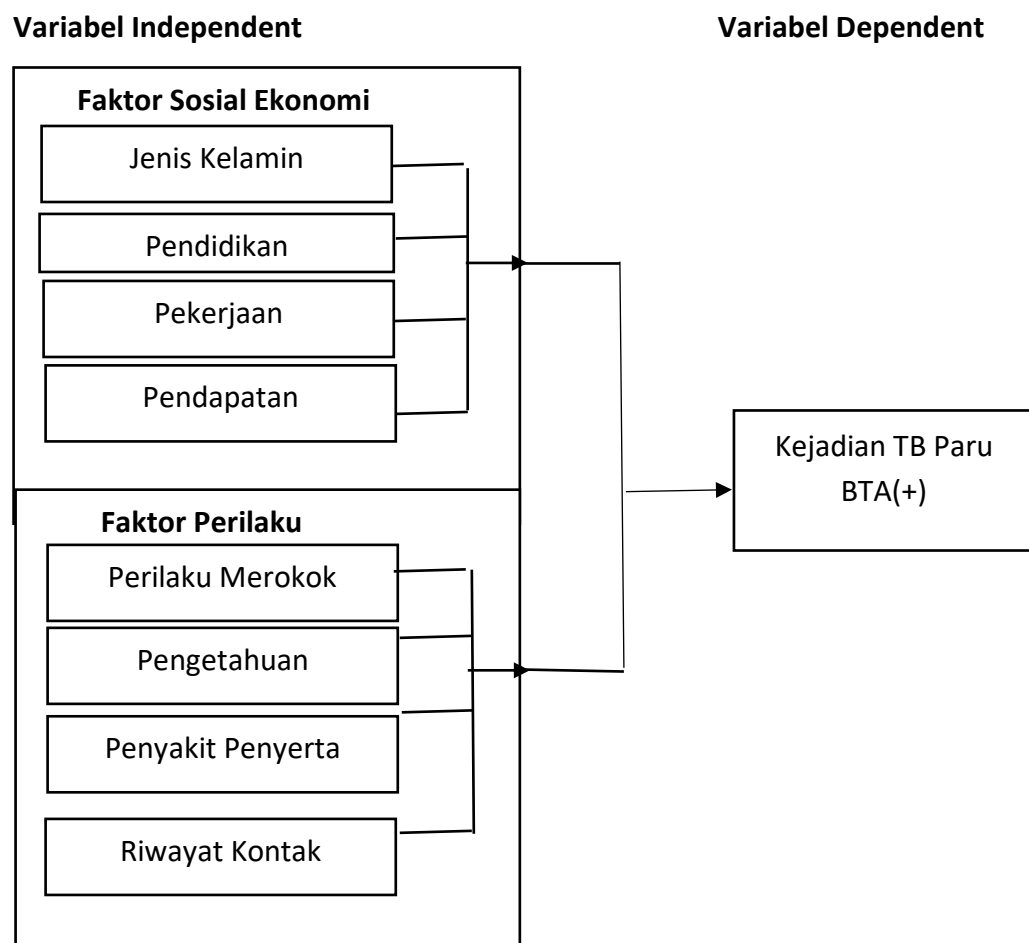 Variabel Independent
Variabel Dependent
Faktor Sosial Ekonomi
Jenis Kelamin
Pendidikan
Pekerjaan
Pendapatan
Faktor Perilaku
Perilaku Merokok
Pengetahuan
Penyakit Penyerta
Riwayat Kontak
Kejadian TB Paru
BTA(+)